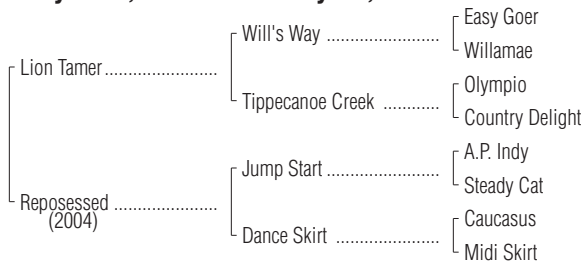 Easy Goer
Will's Way
Willamae
Lion Tamer
Olympio
Tippecanoe Creek
Country Delight
A.P. Indy
Jump Start
Steady Cat
Reposessed
(2004)
Caucasus
Dance Skirt
Midi Skirt